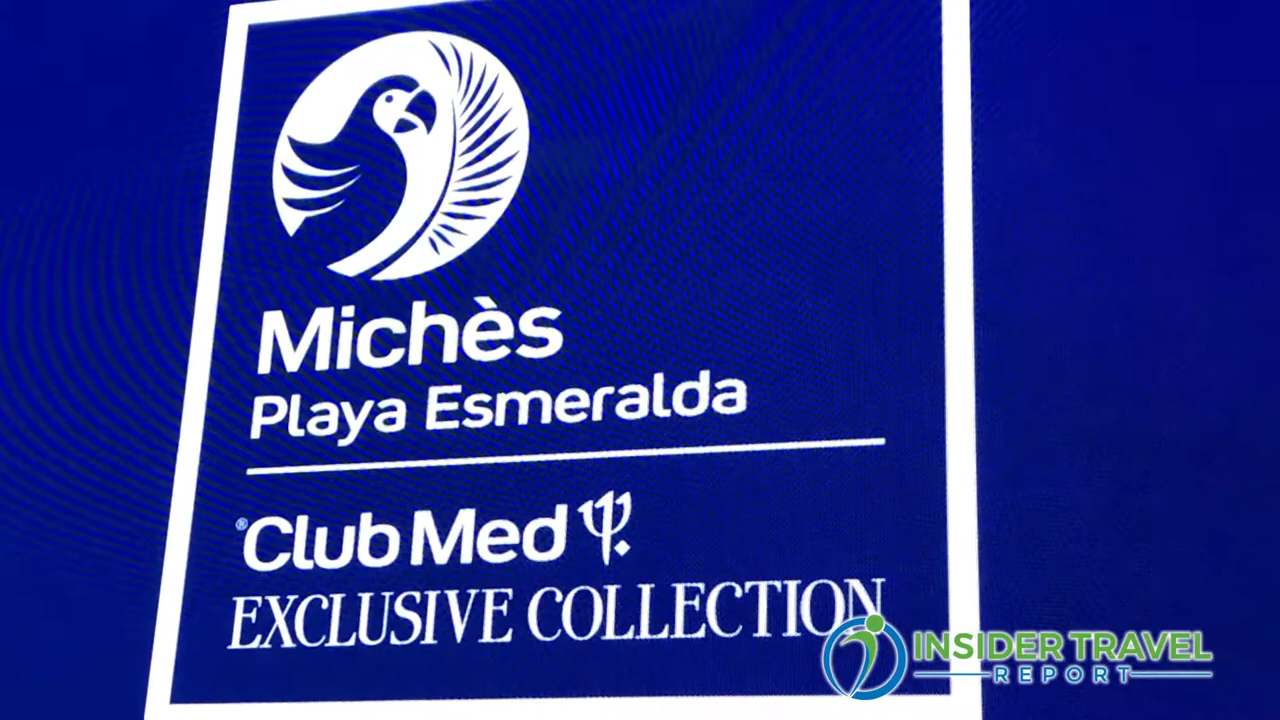 Michès
Playa Esmeralda
®Club Med
EXCLUSIVE COLLECTION
INSIDER TRAVEL
REPORT